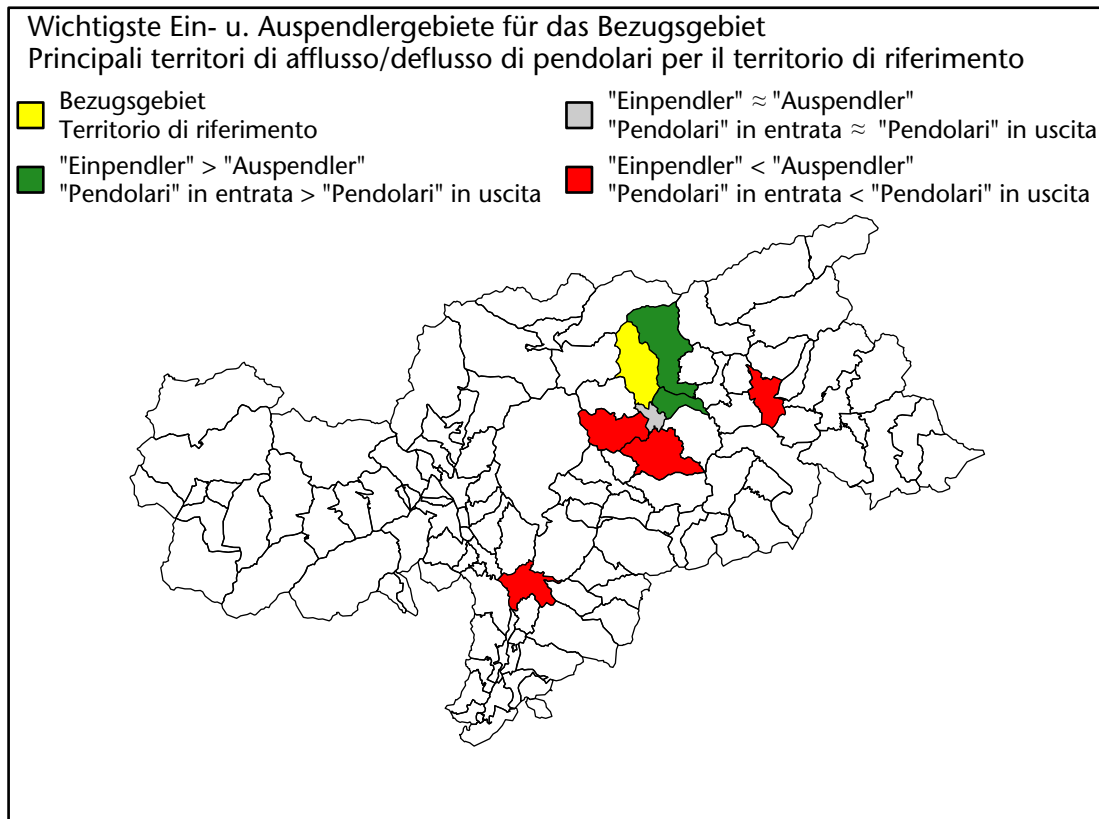 Wichtigste Ein- u. Auspendlergebiete für das Bezugsgebiet
Principali territori di afflusso/deflusso di pendolari per il territorio di riferimento
Bezugsgebiet
Territorio di riferimento
"Einpendler" > "Auspendler"
"Pendolari" in entrata > "Pendolari" in uscita
"Einpendler" ≈ "Auspendler"
"Pendolari" in entrata ≈ "Pendolari" in uscita
"Einpendler" < "Auspendler"
"Pendolari" in entrata < "Pendolari" in uscita